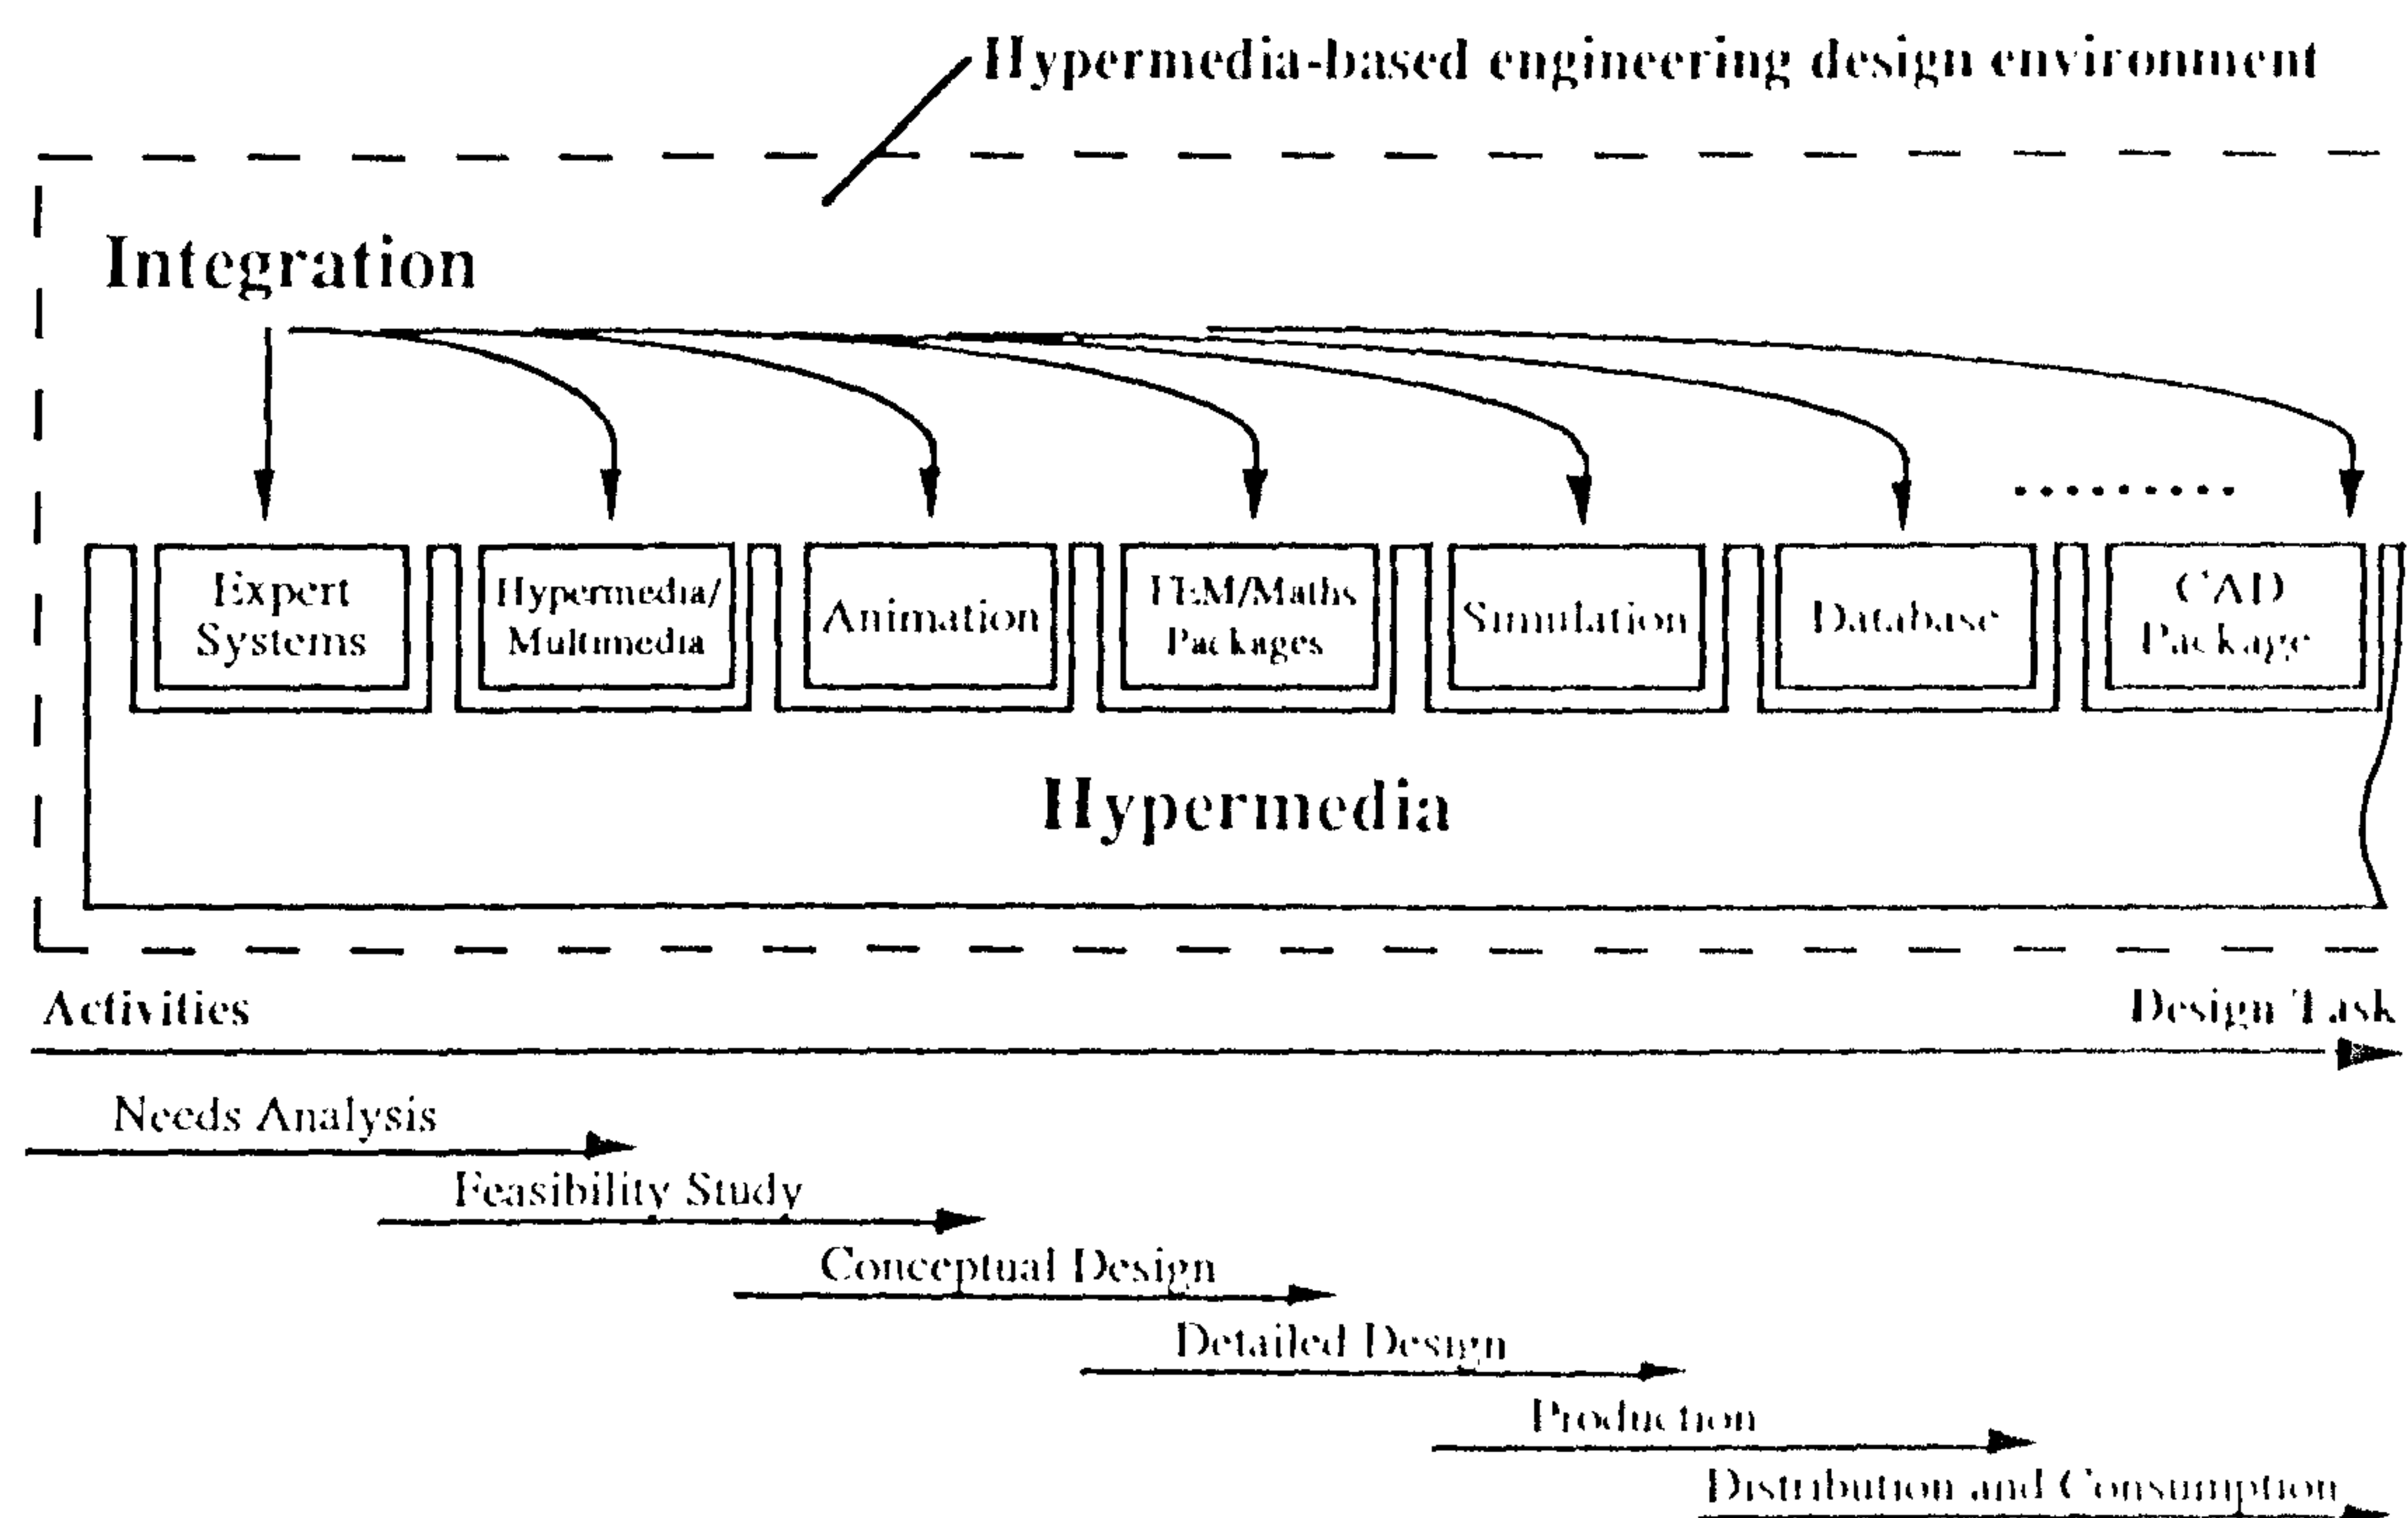 Hypermedia-based engineering design environment
Integration
Expert
Systems
Hypermedia/
Multimedia
Animation
FEM/Maths
Packages
Simulation
Database
.........
CAD
Package
Hypermedia
Activities
Design Task
Needs Analysis
Feasibility Study
Conceptual Design
Detailed Design
Production
Distribution and Consumption